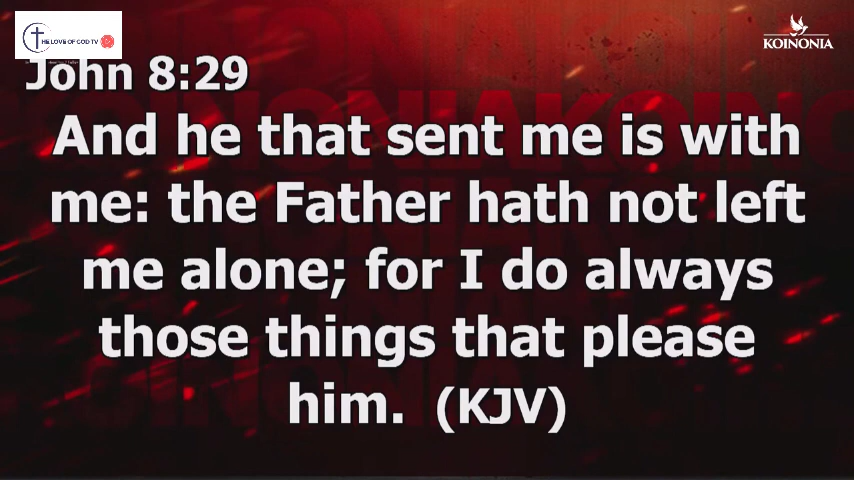 THE LOVE OF GOD TV
KOINONIA
John 8:29
And he that sent me is with
me: the Father hath not left
me alone; for I do always
those things that please
him. (KJV)